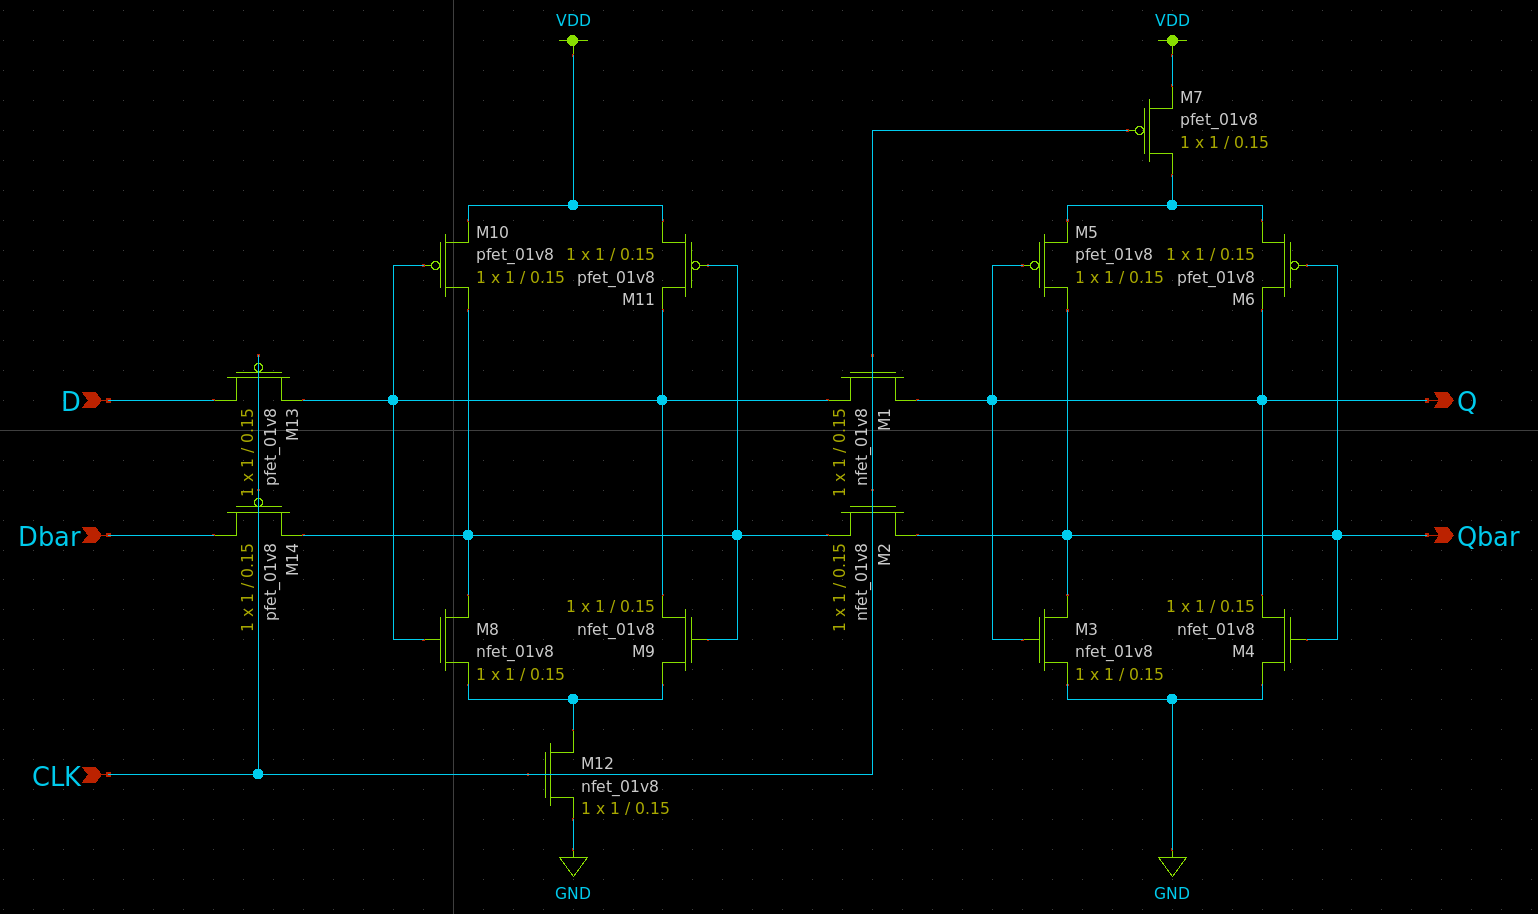 VDD
VDD
M7
pfet_01v8
1 x 1 / 0.15
M10
pfet_01v8
1 x 1 / 0.15
1 x 1 / 0.15
pfet_01v8
M11
M5
pfet_01v8
1 x 1 / 0.15
1 x 1 / 0.15
pfet_01v8
M6
D
M13
pfet_01v8
1 x 1 / 0.15
M1
nfet_01v8
1 x 1 / 0.15
Q
Dbar
M14
pfet_01v8
1 x 1 / 0.15
M2
nfet_01v8
1 x 1 / 0.15
Qbar
M8
nfet_01v8
1 x 1 / 0.15
1 x 1 / 0.15
nfet_01v8
M9
M3
nfet_01v8
1 x 1 / 0.15
1 x 1 / 0.15
nfet_01v8
M4
CLK
M12
nfet_01v8
1 x 1 / 0.15
GND
GND